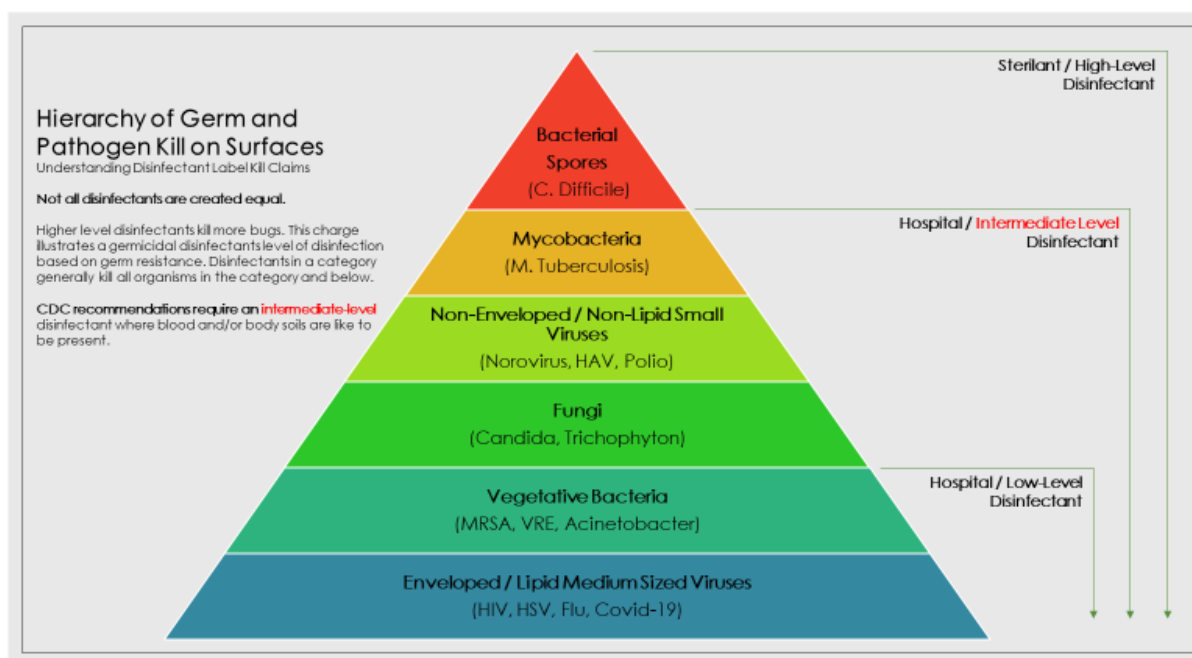 Hierarchy of Germ and
Pathogen Kill on Surfaces
Understanding Disinfectant Label Kill Claims
Not all disinfectants are created equal.
Higher level disinfectants kill more bugs. This charge
illustrates a germicidal disinfectants level of disinfection
based on germ resistance. Disinfectants in a category
generally kill all organisms in the category and below.
CDC recommendations require an intermediate-level
disinfectant where blood and/or body soils are like to
be present.
Bacterial
Spores
(C. Difficile)
Mycobacteria
(M. Tuberculosis)
Non-Enveloped / Non-Lipid Small
Viruses
(Norovirus, HAV, Polio)
Fungi
(Candida, Trichophyton)
Vegetative Bacteria
(MRSA, VRE, Acinetobacter)
Enveloped / Lipid Medium Sized Viruses
(HIV, HSV, Flu, Covid-19)
Sterilant / High-Level
Disinfectant
Hospital / Intermediate Level
Disinfectant
Hospital / Low-Level
Disinfectant